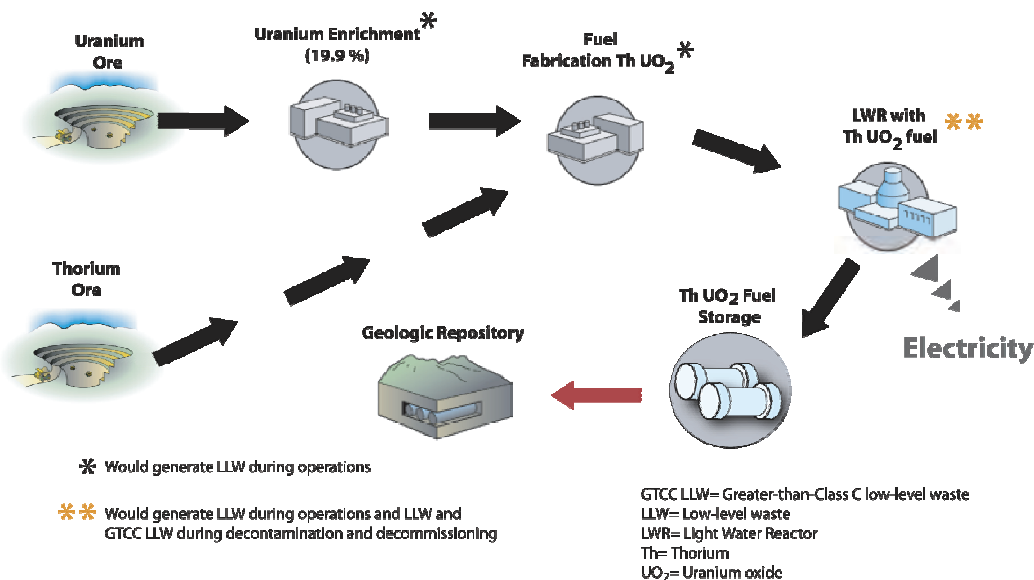 Uranium
Ore
Uranium Enrichment*
(19.9 %)
Fuel
Fabrication Th UO₂*
LWR with
Th UO₂ fuel **
Thorium
Ore
Th UO₂ Fuel
Storage
Geologic Repository
Electricity
* Would generate LLW during operations
** Would generate LLW during operations and LLW and
GTCC LLW during decontamination and decommissioning
GTCC LLW= Greater-than-Class C low-level waste
LLW= Low-level waste
LWR= Light Water Reactor
Th= Thorium
UO₂= Uranium oxide